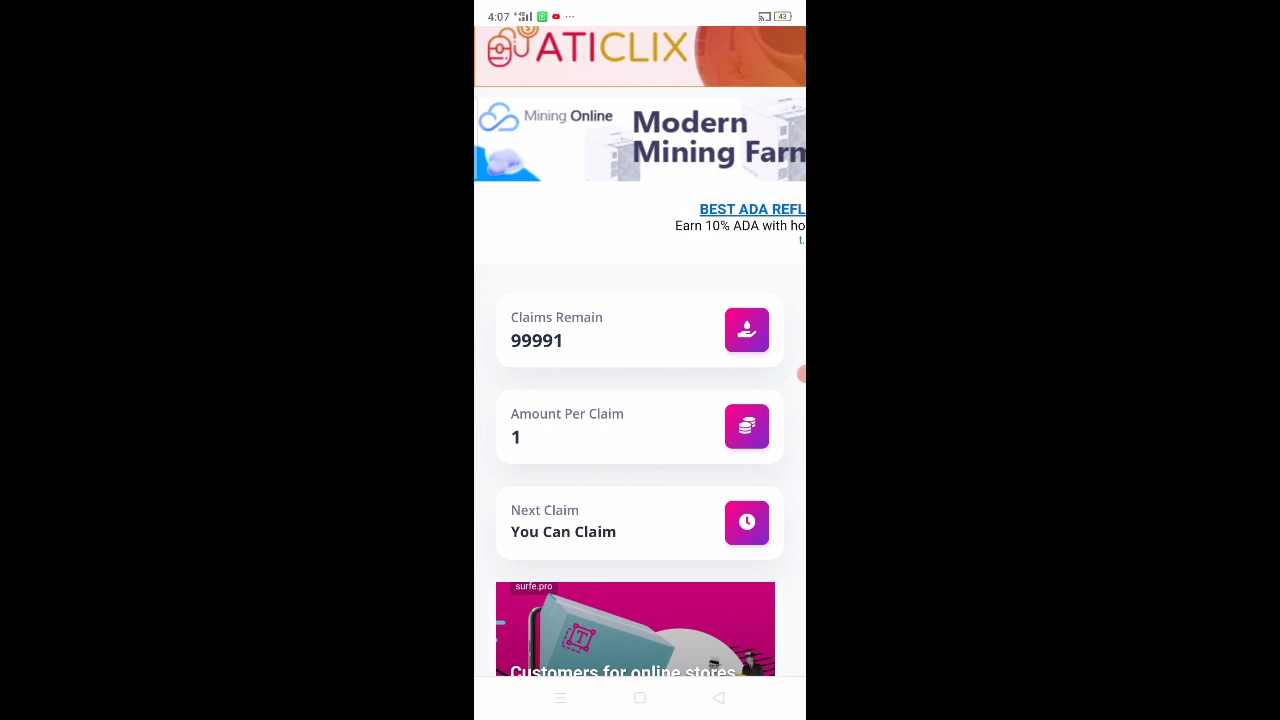 4:07
43
ATICLIX
Mining Online
Modern
Mining Farm
BEST ADA REFL
Earn 10% ADA with ho
t.
Claims Remain
99991
Amount Per Claim
1
Next Claim
You Can Claim
surfe.pro
T
Customers for online stores